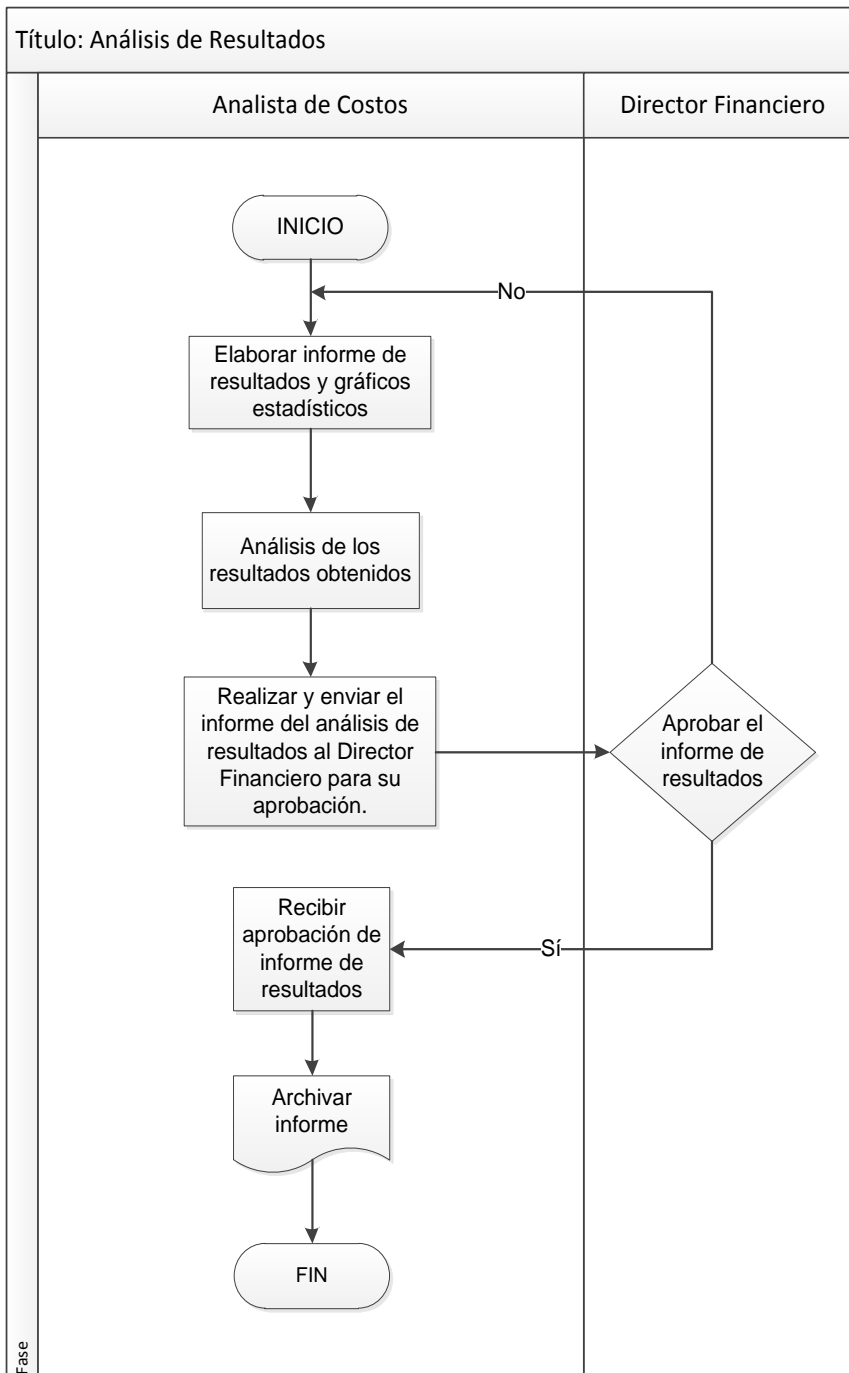 Título: Análisis de Resultados
Analista de Costos
Director Financiero
INICIO
No
Elaborar informe de
resultados y gráficos
estadísticos
Análisis de los
resultados obtenidos
Realizar y enviar el
informe del análisis de
resultados al Director
Financiero para su
aprobación.
Aprobar el
informe de
resultados
Recibir
aprobación de
informe de
resultados
Sí
Archivar
informe
FIN
Fase